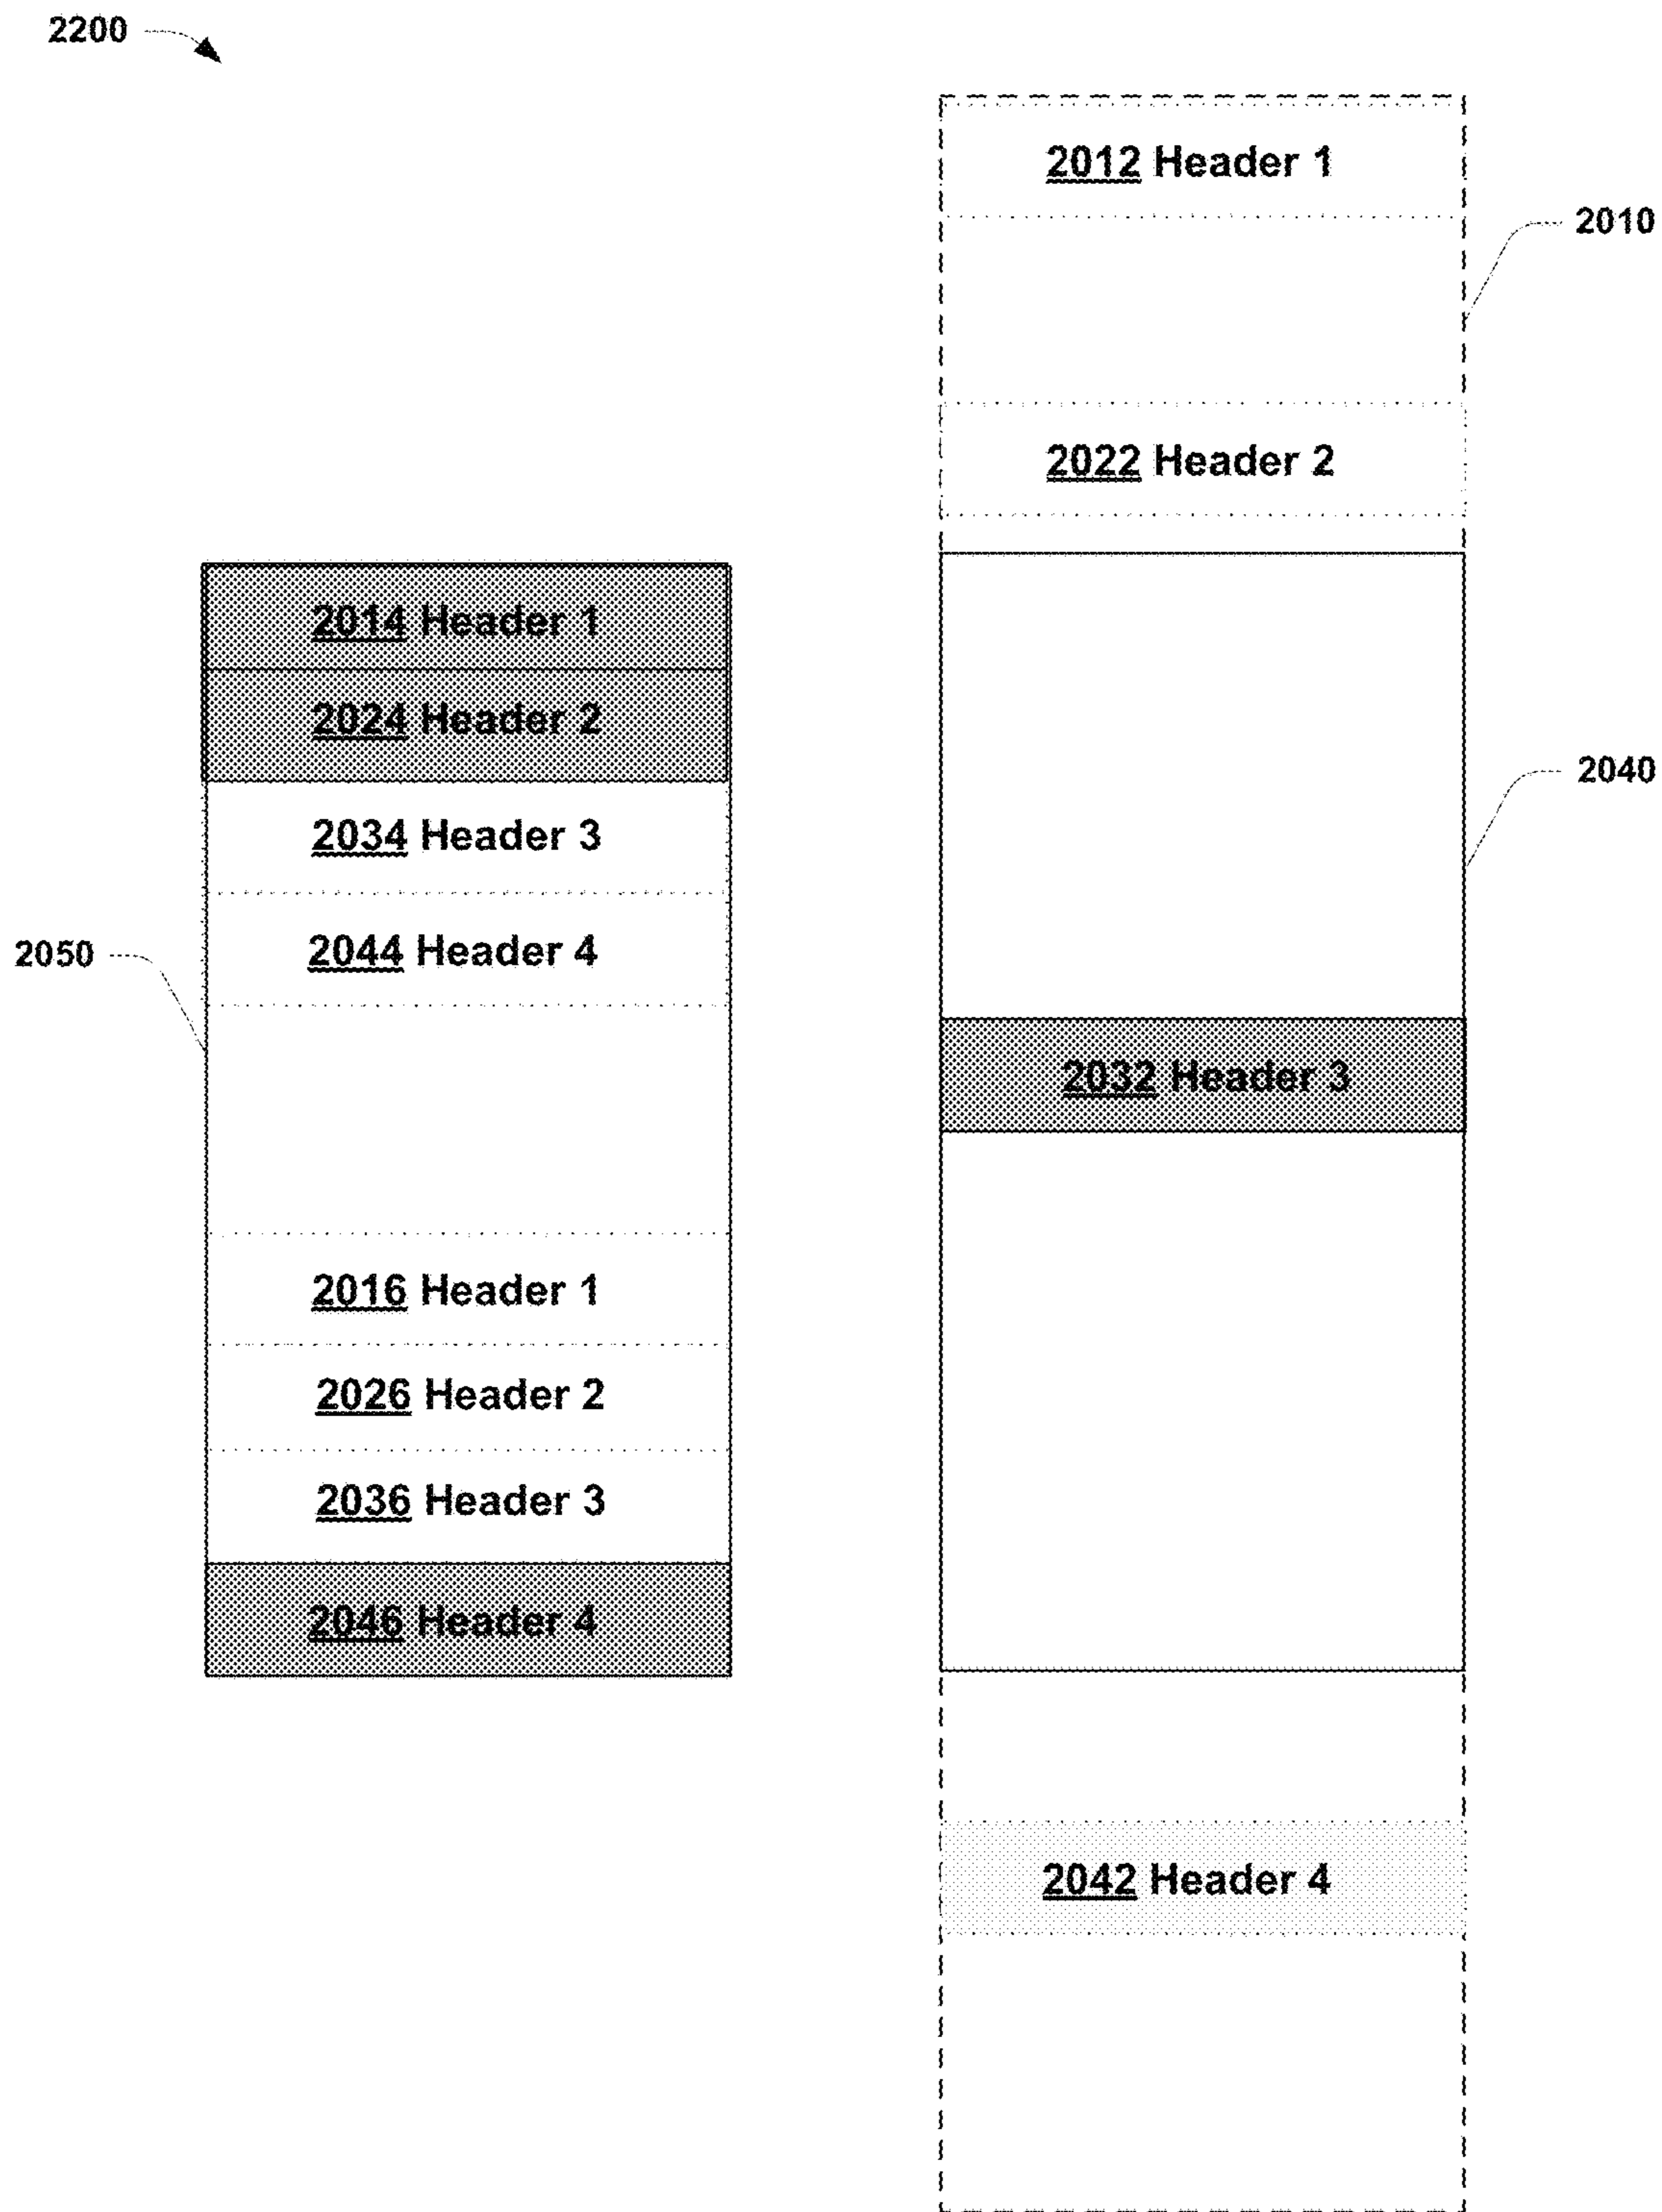 2200
2012 Header 1
2010
2022 Header 2
2014 Header 1
2024 Header 2
2040
2034 Header 3
2044 Header 4
2050
2032 Header 3
2016 Header 1
2026 Header 2
2036 Header 3
2046 Header 4
2042 Header 4